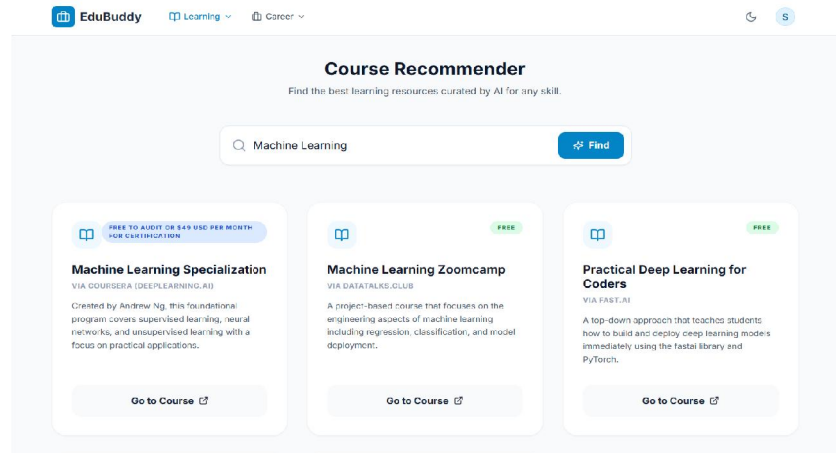 EduBuddy
Learning
Career
S
Course Recommender
Find the best learning resources curated by AI for any skill.
Machine Learning
Find
FREE TO AUDIT OR $49 USD PER MONTH
FOR CERTIFICATION
Machine Learning Specialization
VIA COURSERA (DEEPLEARNING.AI)
Created by Andrew Ng, this foundational
program covers supervised learning, neural
networks, and unsupervised learning with a
focus on practical applications.
Go to Course
FREE
Machine Learning Zoomcamp
VIA DATATALKS.CLUB
A project-based course that focuses on the
engineering aspects of machine learning
including regression, classification, and model
deployment.
Go to Course
FREE
Practical Deep Learning for
Coders
VIA FAST.AI
A top-down approach that teaches students
how to build and deploy deep learning models
immediately using the fastai library and
PyTorch.
Go to Course